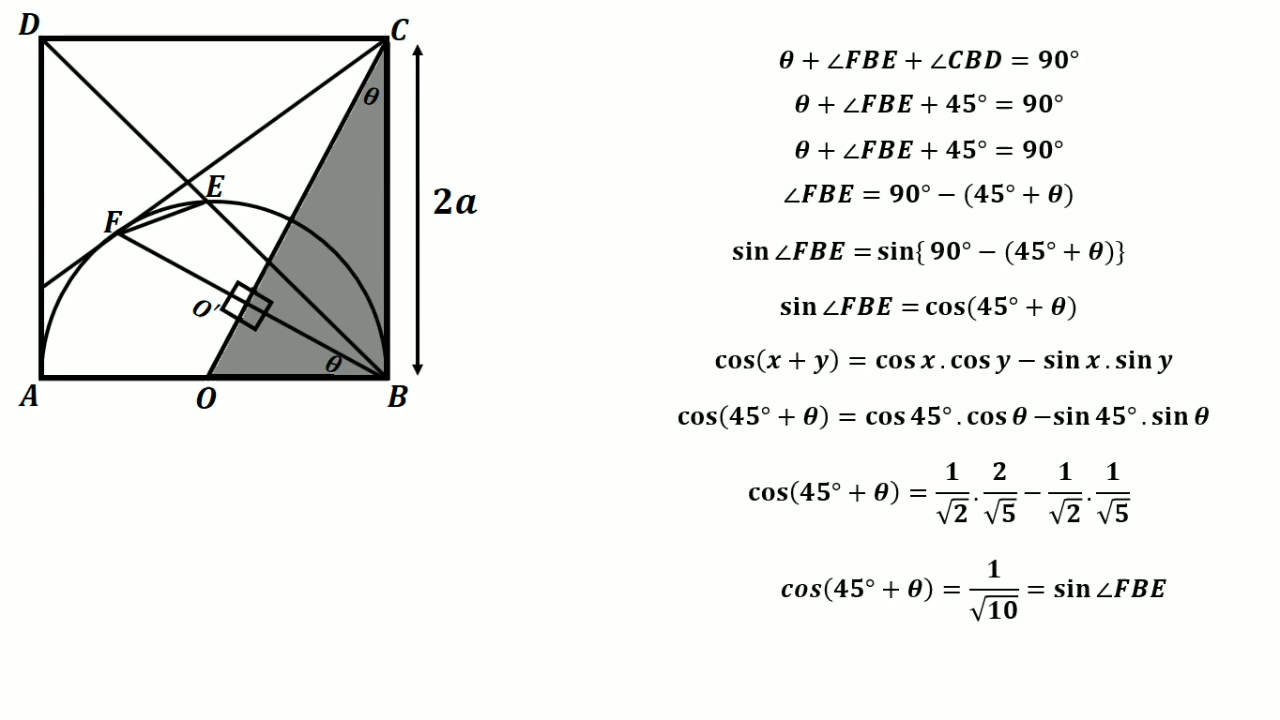 D
C
θ
E
F
2a
O'
θ
A
O
B
θ + ∠FBE + ∠CBD = 90°
θ + ∠FBE + 45° = 90°
θ + ∠FBE + 45° = 90°
∠FBE = 90° − (45° + θ)
sin ∠FBE = sin{ 90° − (45° + θ)}
sin ∠FBE = cos(45° + θ)
cos(x + y) = cos x . cos y − sin x . sin y
cos(45° + θ) = cos 45° . cos θ − sin 45° . sin θ
cos(45° + θ) = 1/√2 . 2/√5 − 1/√2 . 1/√5
cos(45° + θ) = 1/√10 = sin ∠FBE